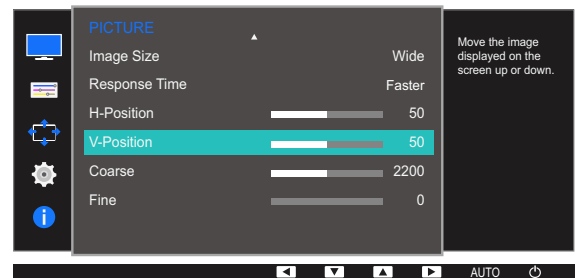 PICTURE
Image Size Wide
Response Time Faster
H-Position 50
V-Position 50
Coarse 2200
Fine 0
Move the image
displayed on the
screen up or down.
AUTO